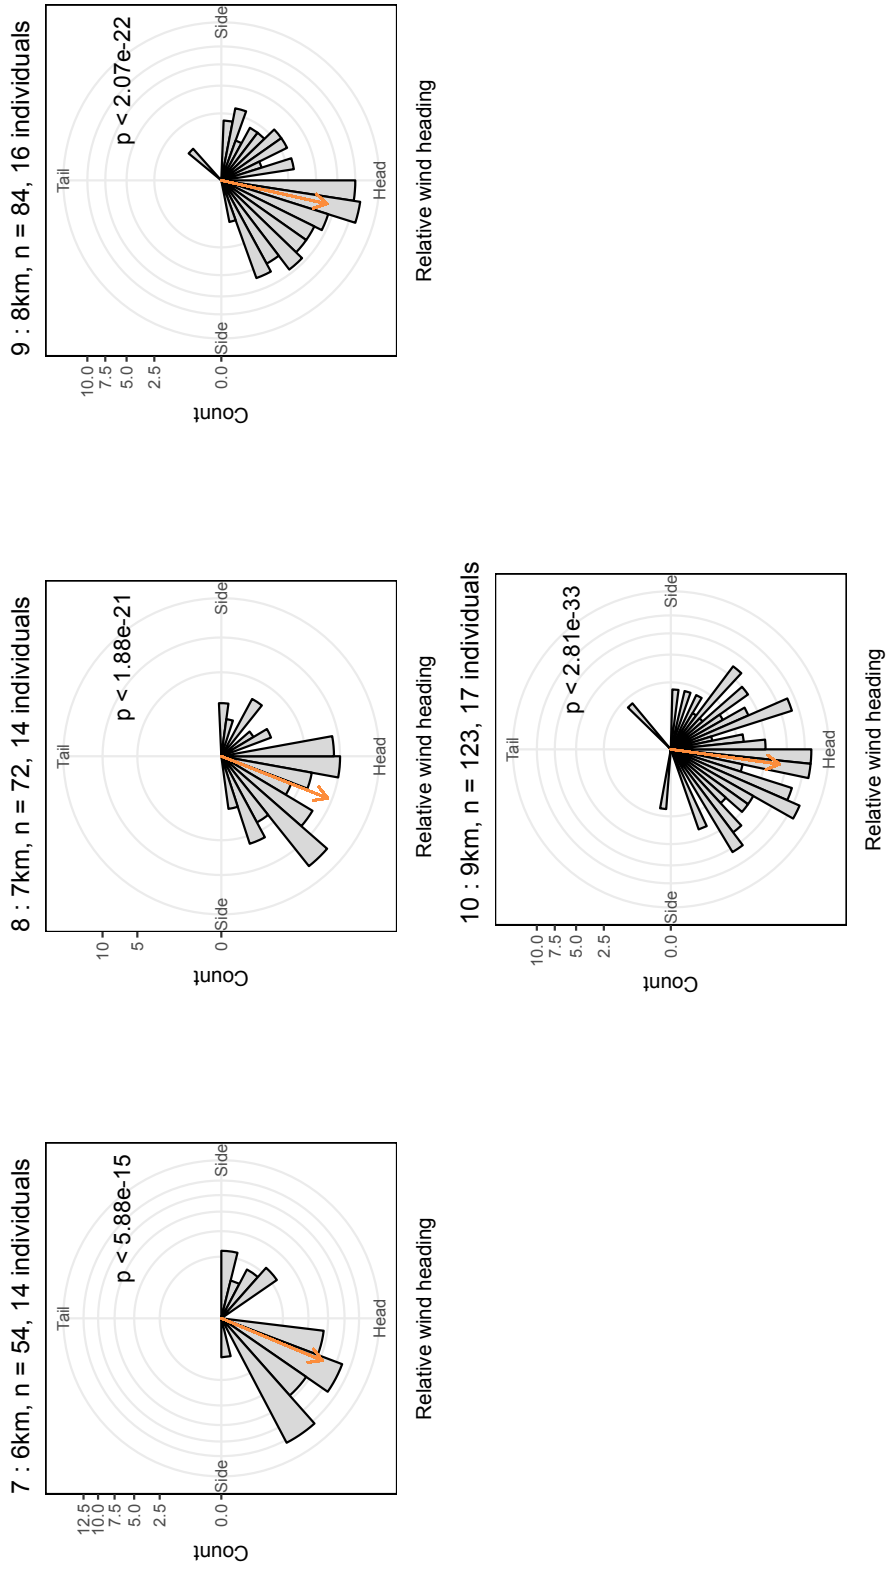 7 : 6km, n = 54, 14 individuals
Tail
p < 5.88e-15
Side
Side
Head
12.5
10.0
7.5
5.0
2.5
0.0
Count
Relative wind heading
8 : 7km, n = 72, 14 individuals
Tail
p < 1.88e-21
Side
Side
Head
10
5
0
Count
Relative wind heading
9 : 8km, n = 84, 16 individuals
Tail
p < 2.07e-22
Side
Side
Head
10.0
7.5
5.0
2.5
0.0
Count
Relative wind heading
10 : 9km, n = 123, 17 individuals
Tail
p < 2.81e-33
Side
Side
Head
10.0
7.5
5.0
2.5
0.0
Count
Relative wind heading